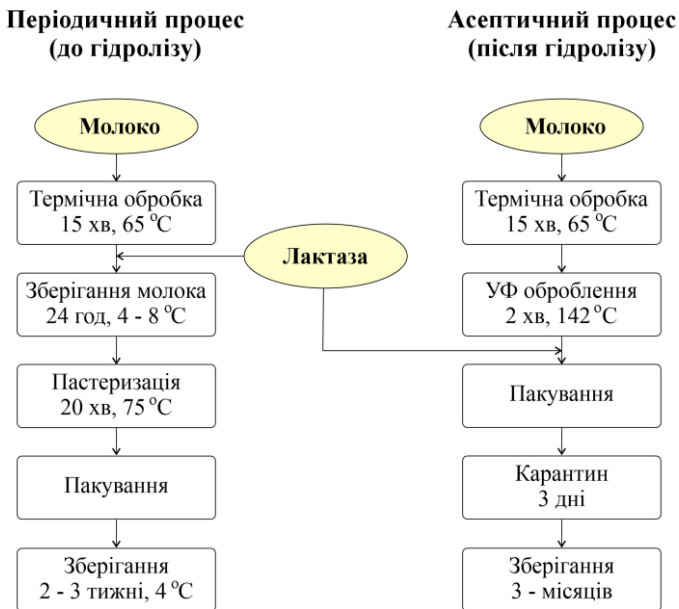 Періодичний процес
(до гідролізу)
Молоко
Термічна обробка
15 хв, 65 °C
Зберігання молока
24 год, 4 - 8 °C
Пастеризація
20 хв, 75 °C
Пакування
Зберігання
2 - 3 тижні, 4 °C
Лактаза
Асептичний процес
(після гідролізу)
Молоко
Термічна обробка
15 хв, 65 °C
УФ оброблення
2 хв, 142 °C
Пакування
Карантин
3 дні
Зберігання
3 - місяців